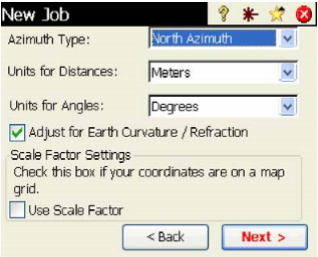 New Job
Azimuth Type: North Azimuth
Units for Distances: Meters
Units for Angles: Degrees
Adjust for Earth Curvature / Refraction
Scale Factor Settings
Check this box if your coordinates are on a map
grid.
Use Scale Factor
< Back Next >